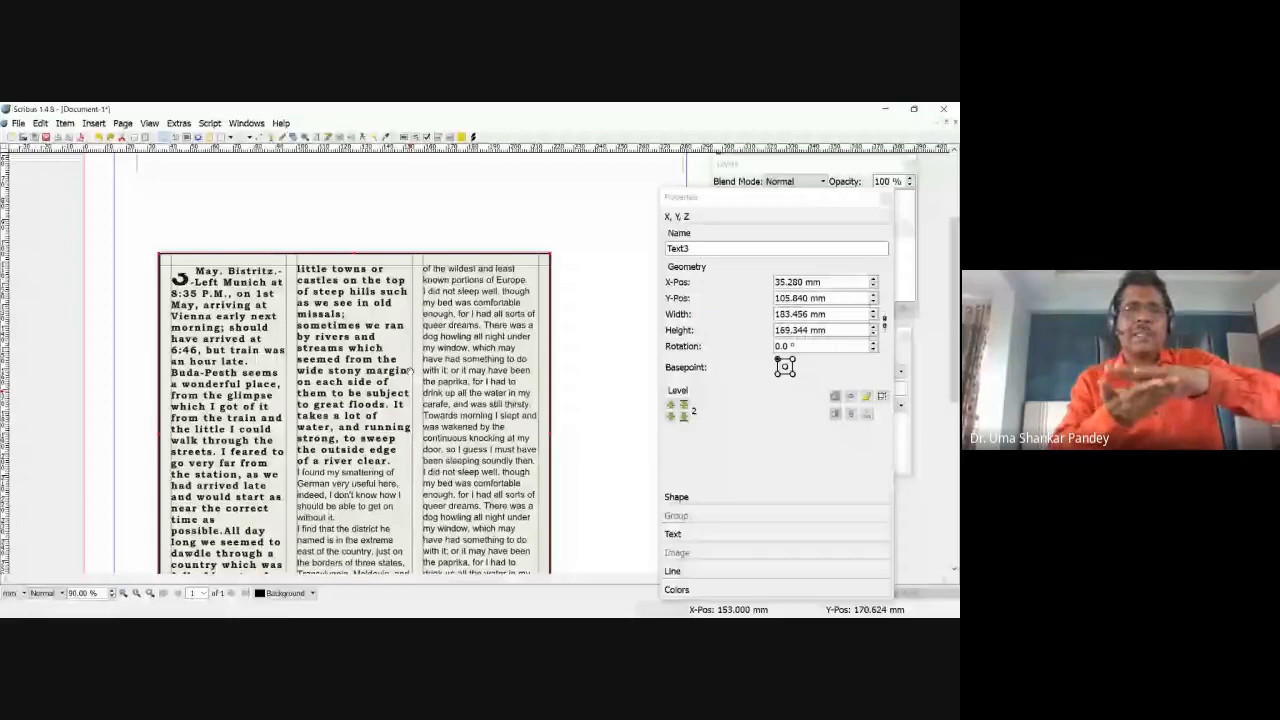 Scribus 1.4.8 - [Document-1*]
File Edit Item Insert Page View Extras Script Windows Help
Layers
Blend Mode: Normal Opacity: 100 %
Properties
X, Y, Z
Name
Text3
Geometry
X-Pos: 35.280 mm
Y-Pos: 105.840 mm
Width: 183.456 mm
Height: 169.344 mm
Rotation: 0.0 °
Basepoint:
Level
2
Shape
Group
Text
Image
Line
Colors
3 May. Bistritz.-
-Left Munich at
8:35 P.M., on 1st
May, arriving at
Vienna early next
morning; should
have arrived at
6:46, but train was
an hour late.
Buda-Pesth seems
a wonderful place,
from the glimpse
which I got of it
from the train and
the little I could
walk through the
streets. I feared to
go very far from
the station, as we
had arrived late
and would start as
near the correct
time as
possible.All day
long we seemed to
dawdle through a
country which was
little towns or
castles on the top
of steep hills such
as we see in old
missals;
sometimes we ran
by rivers and
streams which
seemed from the
wide stony margin
on each side of
them to be subject
to great floods. It
takes a lot of
water, and running
strong, to sweep
the outside edge
of a river clear.
I found my smattering of
German very useful here,
indeed, I don't know how I
should be able to get on
without it.
I find that the district he
named is in the extreme
east of the country, just on
the borders of three states,
Transylvania, Moldavia, and
of the wildest and least
known portions of Europe.
I did not sleep well, though
my bed was comfortable
enough, for I had all sorts of
queer dreams. There was a
dog howling all night under
my window, which may
have had something to do
with it; or it may have been
the paprika, for I had to
drink up all the water in my
carafe, and was still thirsty.
Towards morning I slept and
was wakened by the
continuous knocking at my
door, so I guess I must have
been sleeping soundly then.
I did not sleep well, though
my bed was comfortable
enough, for I had all sorts of
queer dreams. There was a
dog howling all night under
my window, which may
have had something to do
with it; or it may have been
the paprika, for I had to
drink up all the water in my
mm Normal 90.00 % 1 of 1 Background
X-Pos: 153.000 mm Y-Pos: 170.624 mm
Dr. Uma Shankar Pandey